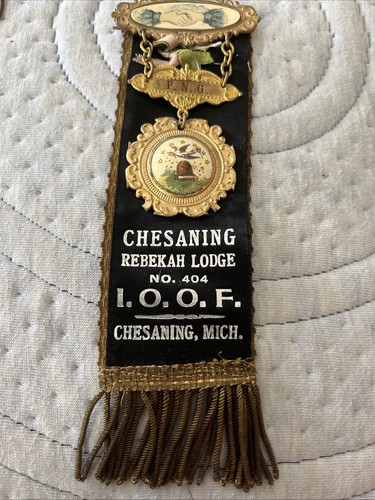 P. N. G.
CHESANING
REBEKAH LODGE
NO. 404
I. O. O. F.
CHESANING, MICH.